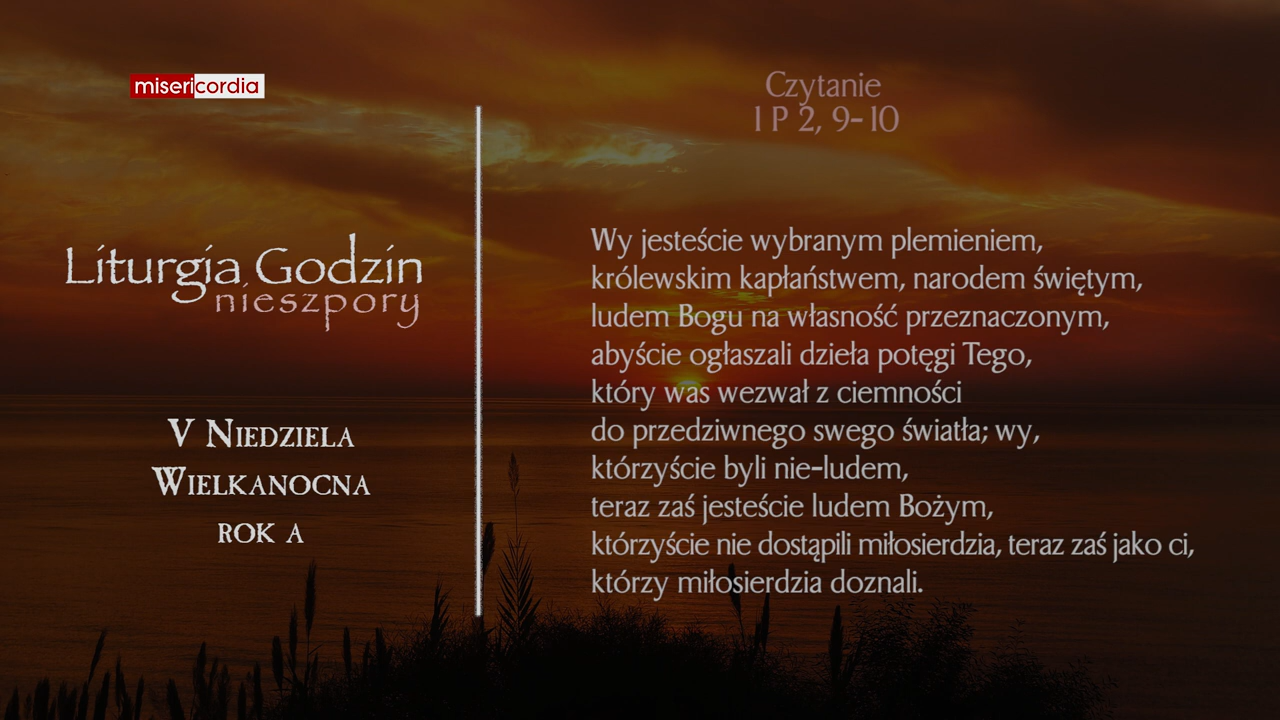 misericordia
Liturgia Godzin
nieszpory
V Niedziela
Wielkanocna
rok A
Czytanie
1 P 2, 9-10
Wy jesteście wybranym plemieniem,
królewskim kapłaństwem, narodem świętym,
ludem Bogu na własność przeznaczonym,
abyście ogłaszali dzieła potęgi Tego,
który was wezwał z ciemności
do przedziwnego swego światła; wy,
którzyście byli nie-ludem,
teraz zaś jesteście ludem Bożym,
którzyście nie dostąpili miłosierdzia, teraz zaś jako ci,
którzy miłosierdzia doznali.